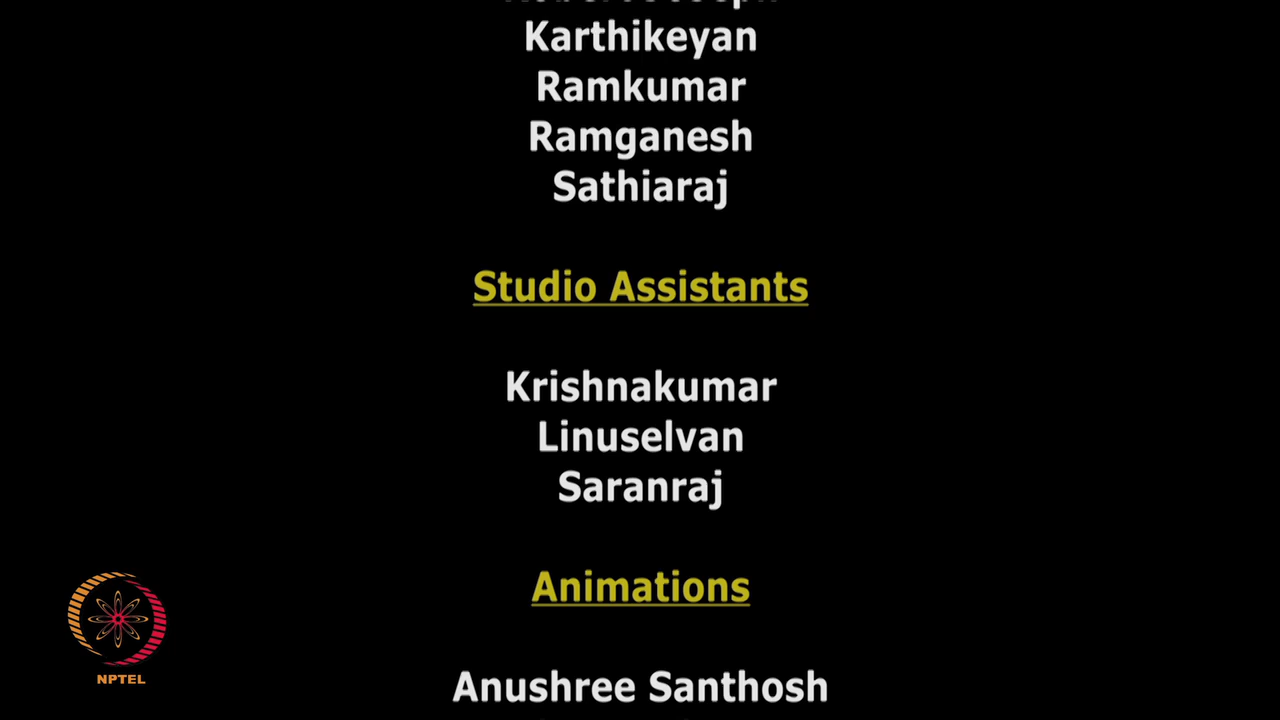 Karthikeyan
Ramkumar
Ramganesh
Sathiaraj
Studio Assistants
Krishnakumar
Linuselvan
Saranraj
Animations
Anushree Santhosh
NPTEL